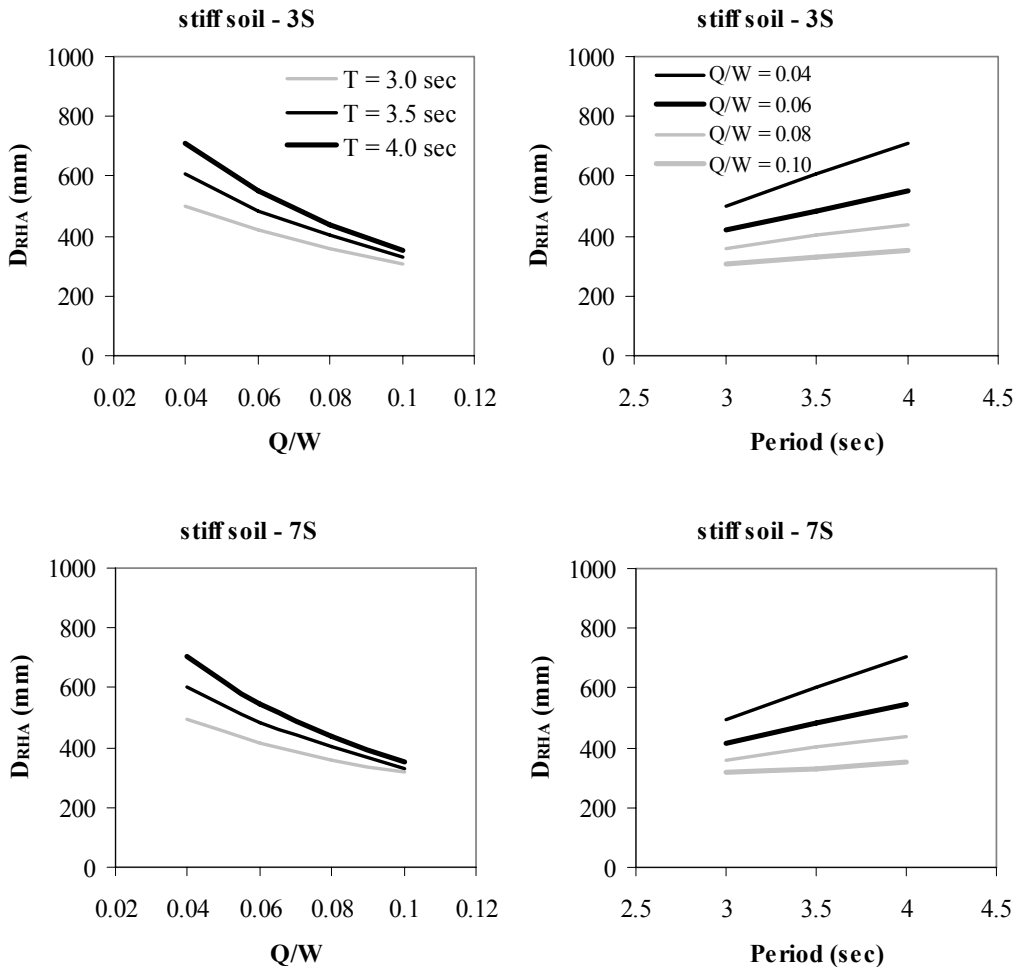 stiff soil - 3S
1000
800
600
400
200
0
DRHA (mm)
T = 3.0 sec
T = 3.5 sec
T = 4.0 sec
0.02 0.04 0.06 0.08 0.1 0.12
Q/W
stiff soil - 3S
1000
800
600
400
200
0
DRHA (mm)
Q/W = 0.04
Q/W = 0.06
Q/W = 0.08
Q/W = 0.10
2.5 3 3.5 4 4.5
Period (sec)
stiff soil - 7S
1000
800
600
400
200
0
DRHA (mm)
0.02 0.04 0.06 0.08 0.1 0.12
Q/W
stiff soil - 7S
1000
800
600
400
200
0
DRHA (mm)
2.5 3 3.5 4 4.5
Period (sec)